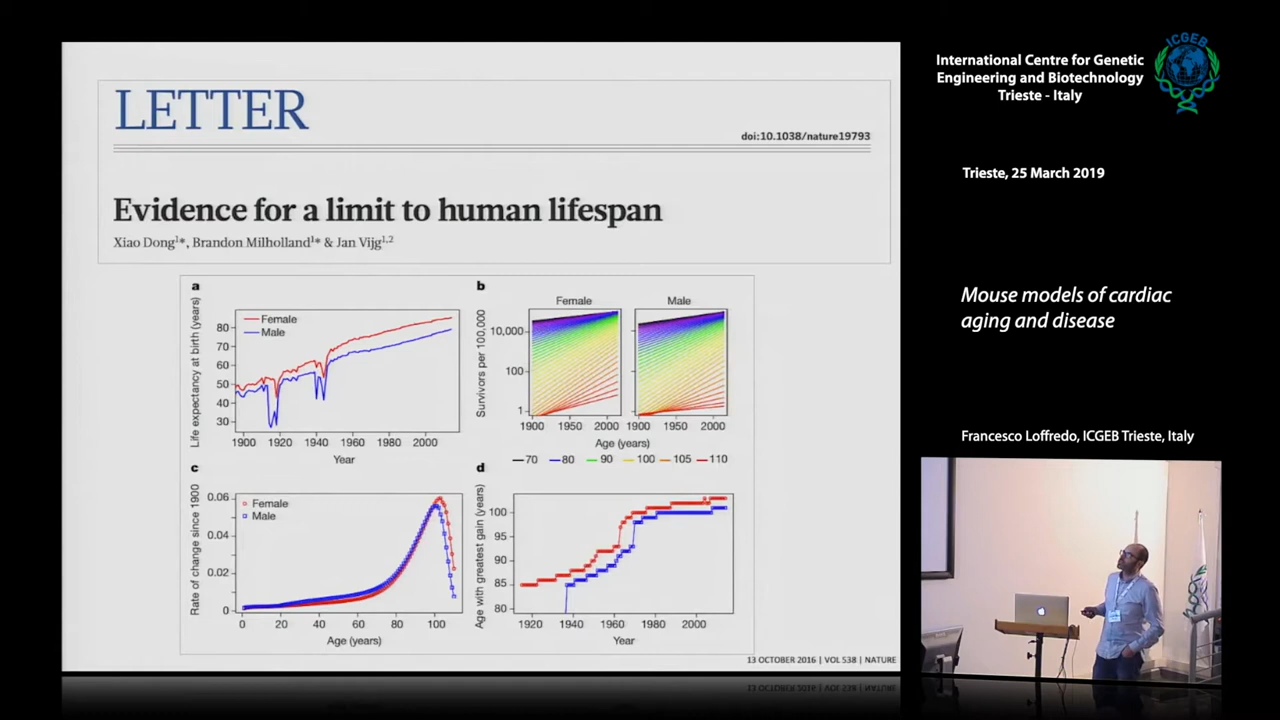 LETTER
doi:10.1038/nature19793
Evidence for a limit to human lifespan
Xiao Dong1*, Brandon Milholland1* & Jan Vijg1,2
a
Life expectancy at birth (years)
Female
Male
80
70
60
50
40
30
1900 1920 1940 1960 1980 2000
Year
b
Female Male
Survivors per 100,000
10,000
100
1
1900 1950 2000 1900 1950 2000
Age (years)
70 80 90 100 105 110
c
Rate of change since 1900
Female
Male
0.06
0.04
0.02
0
0 20 40 60 80 100
Age (years)
d
Age with greatest gain (years)
100
95
90
85
80
1920 1940 1960 1980 2000
Year
13 OCTOBER 2016 | VOL 538 | NATURE
International Centre for Genetic
Engineering and Biotechnology
Trieste - Italy
ICGEB
Trieste, 25 March 2019
Mouse models of cardiac
aging and disease
Francesco Loffredo, ICGEB Trieste, Italy